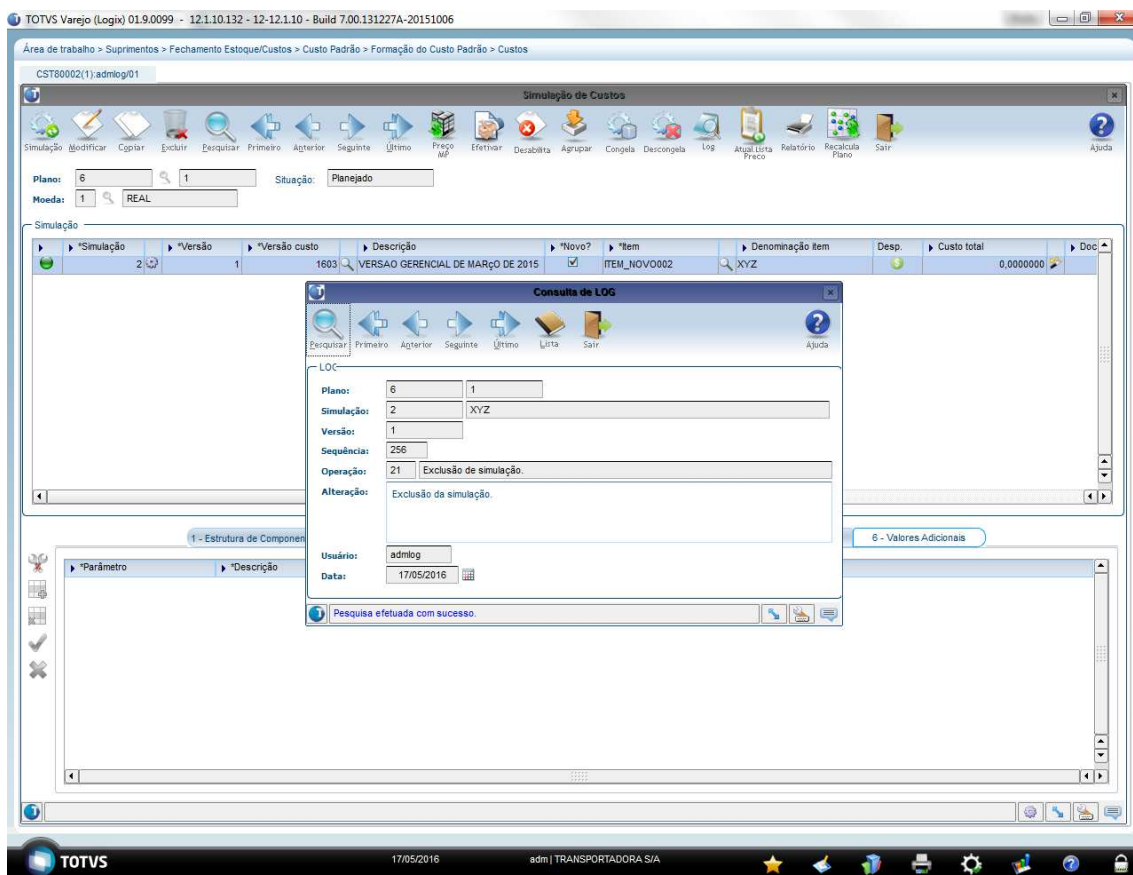 TOTVS Varejo (Logix) 01.9.0099 - 12.1.10.132 - 12-12.1.10 - Build 7.00.131227A-20151006
Área de trabalho > Suprimentos > Fechamento Estoque/Custos > Custo Padrão > Formação do Custo Padrão > Custos
CST80002(1):admlog/01
Simulação de Custos
Simulação Modificar Copiar Excluir Pesquisar Primeiro Anterior Seguinte Último Preço MP Efetivar Desabilita Agrupar Congela Descongela Log Atual.Lista Preco Relatório Recalcula Plano Sair Ajuda
Plano: 6 1 Situação: Planejado
Moeda: 1 REAL
Simulação
*Simulação *Versão *Versão custo Descrição *Novo? *Item Denominação item Desp. Custo total Doc
2 1 1603 VERSAO GERENCIAL DE MARçO DE 2015 ITEM_NOVO002 XYZ 0,0000000
Consulta de LOG
Pesquisar Primeiro Anterior Seguinte Último Lista Sair Ajuda
LOG
Plano: 6 1
Simulação: 2 XYZ
Versão: 1
Sequência: 256
Operação: 21 Exclusão de simulação.
Alteração: Exclusão da simulação.
Usuário: admlog
Data: 17/05/2016
Pesquisa efetuada com sucesso.
1 - Estrutura de Componen 6 - Valores Adicionais
*Parâmetro *Descrição
TOTVS 17/05/2016 adm | TRANSPORTADORA S/A